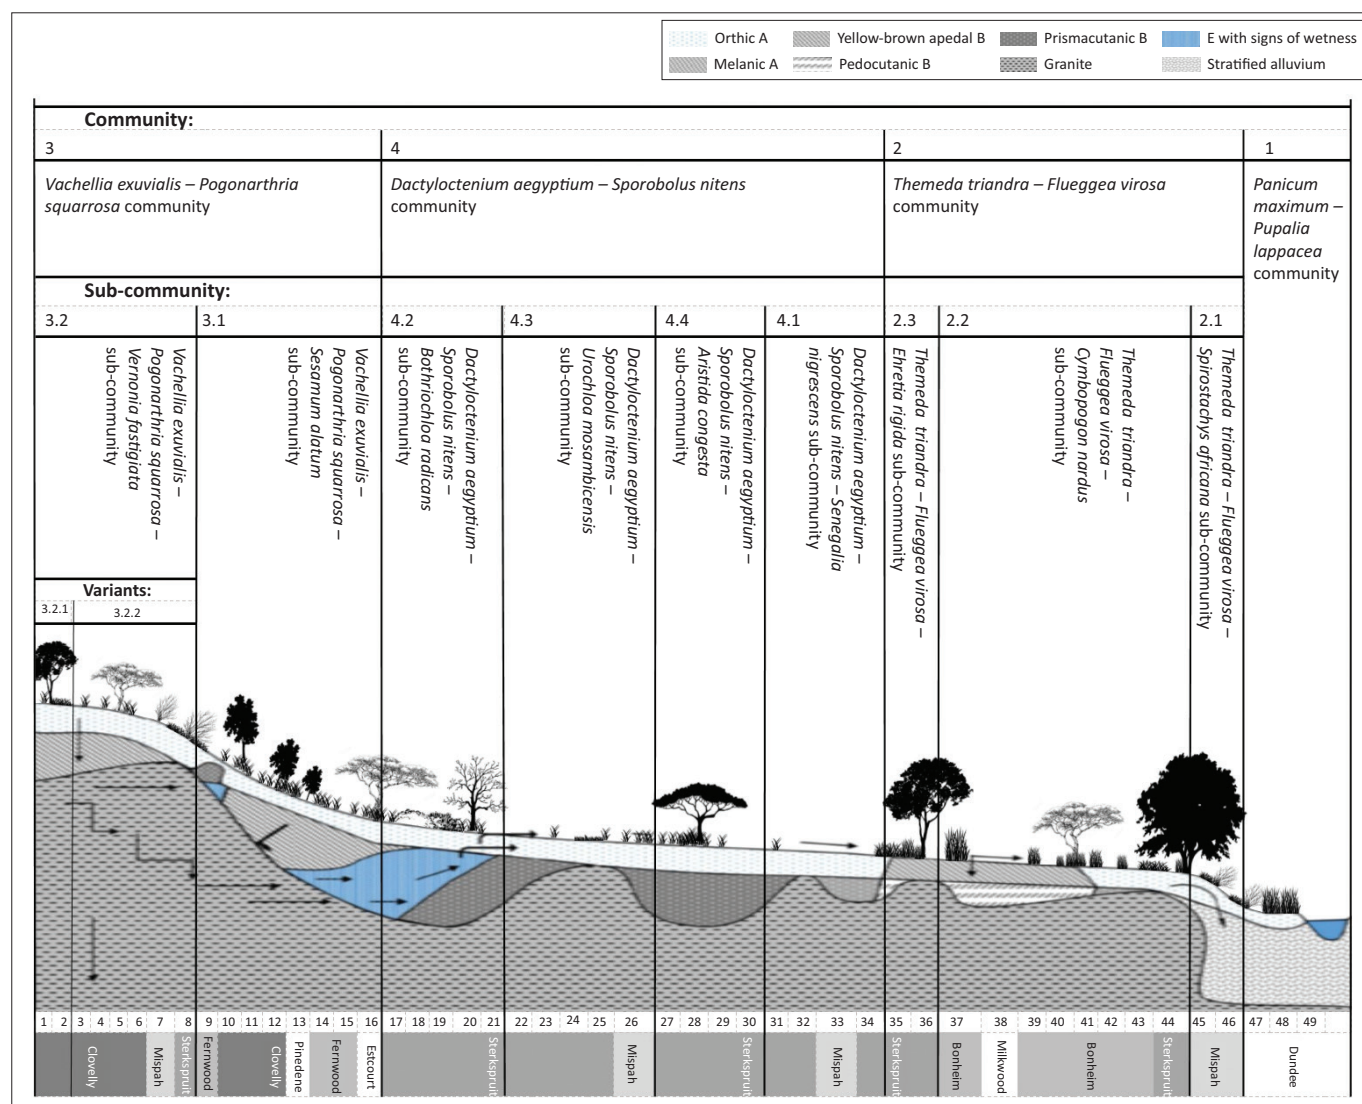 Orthic A
Yellow-brown apedal B
Prismacutanic B
E with signs of wetness
Melanic A
Pedocutanic B
Granite
Stratified alluvium
Community:
3
4
2
1
Vachellia exuvialis – Pogonarthria
squarrosa community
Dactyloctenium aegyptium – Sporobolus nitens
community
Themeda triandra – Flueggea virosa
community
Panicum
maximum –
Pupalia
lappacea
community
Sub-community:
3.2
3.1
4.2
4.3
4.4
4.1
2.3
2.2
2.1
Vachellia exuvialis –
Pogonarthria squarrosa –
Vernonia fastigiata
sub-community
Vachellia exuvialis –
Pogonarthria squarrosa –
Sesamum alatum
sub-community
Dactyloctenium aegyptium –
Sporobolus nitens –
Bothriochloa radicans
sub-community
Dactyloctenium aegyptium –
Sporobolus nitens –
Urochloa mosambicensis
sub-community
Dactyloctenium aegyptium –
Sporobolus nitens –
Aristida congesta
sub-community
Dactyloctenium aegyptium –
Sporobolus nitens – Senegalia
nigrescens sub-community
Themeda triandra – Flueggea virosa –
Ehretia rigida sub-community
Themeda triandra –
Flueggea virosa –
Cymbopogon nardus
sub-community
Themeda triandra – Flueggea virosa –
Spirostachys africana sub-community
Variants:
3.2.1
3.2.2
1 2 3 4 5 6 7 8 9 10 11 12 13 14 15 16 17 18 19 20 21 22 23 24 25 26 27 28 29 30 31 32 33 34 35 36 37 38 39 40 41 42 43 44 45 46 47 48 49
Clovelly
Mispah
Sterkspruit
Fernwood
Clovelly
Pinedene
Fernwood
Estcourt
Sterkspruit
Mispah
Sterkspruit
Mispah
Sterkspruit
Bonheim
Milkwood
Bonheim
Sterkspruit
Mispah
Dundee